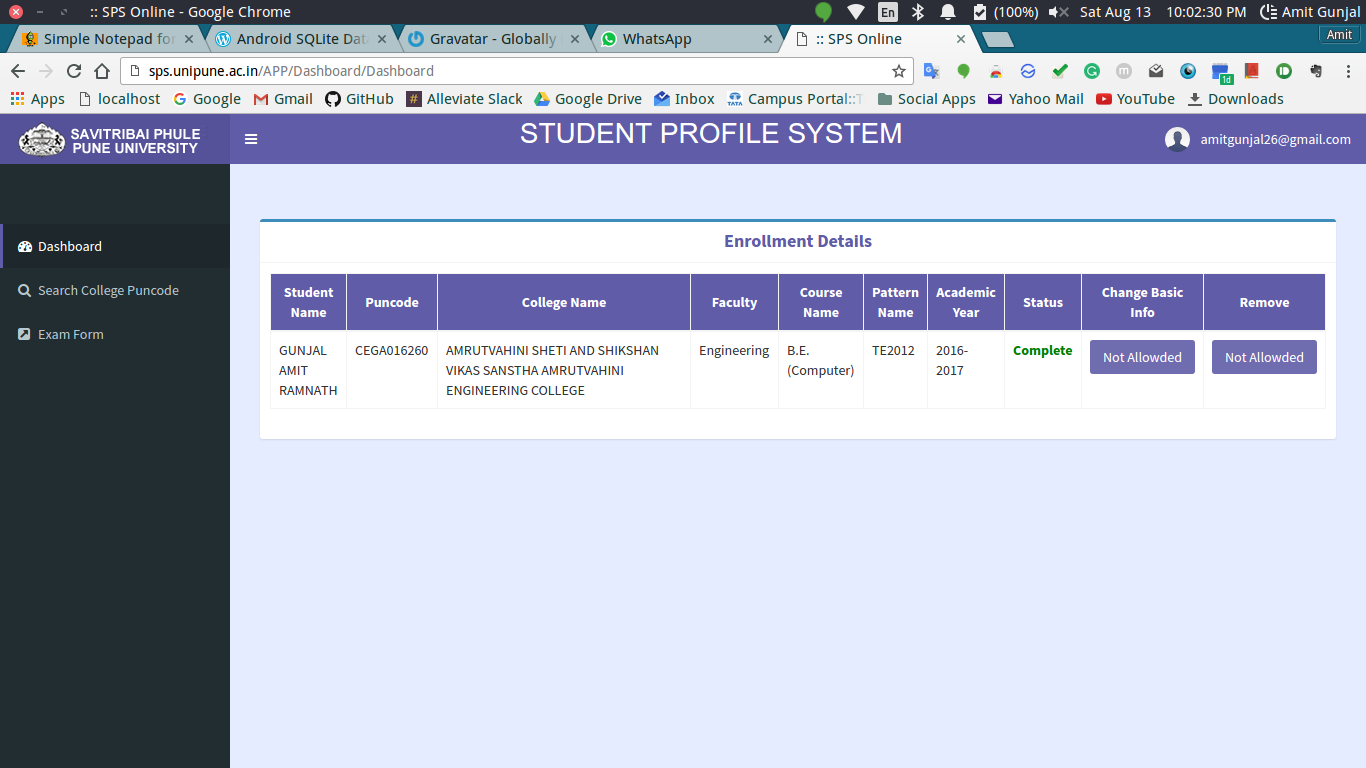 :: SPS Online - Google Chrome
En
(100%)
Sat Aug 13
10:02:30 PM
Amit Gunjal
Simple Notepad for
Android SQLite Data
Gravatar - Globally
WhatsApp
:: SPS Online
Amit
sps.unipune.ac.in/APP/Dashboard/Dashboard
1d
Apps
localhost
Google
Gmail
GitHub
Alleviate Slack
Google Drive
Inbox
TATA
Campus Portal::T
Social Apps
Yahoo Mail
YouTube
Downloads
SAVITRIBAI PHULE
PUNE UNIVERSITY
STUDENT PROFILE SYSTEM
amitgunjal26@gmail.com
Dashboard
Search College Puncode
Exam Form
Enrollment Details
Student
Name
Puncode
College Name
Faculty
Course
Name
Pattern
Name
Academic
Year
Status
Change Basic
Info
Remove
GUNJAL
AMIT
RAMNATH
CEGA016260
AMRUTVAHINI SHETI AND SHIKSHAN
VIKAS SANSTHA AMRUTVAHINI
ENGINEERING COLLEGE
Engineering
B.E.
(Computer)
TE2012
2016-
2017
Complete
Not Allowded
Not Allowded